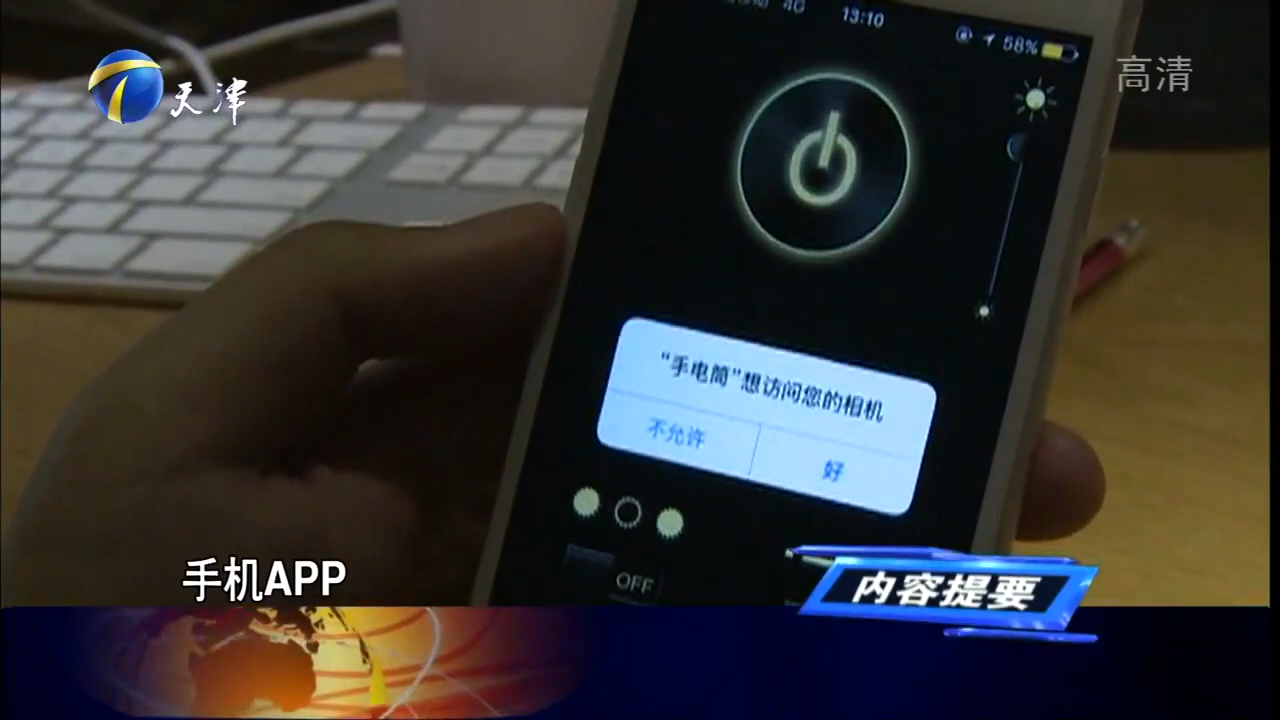 4G 13:10 58%
高清
天津
“手电筒”想访问您的相机
不允许 好
OFF
手机APP
内容提要